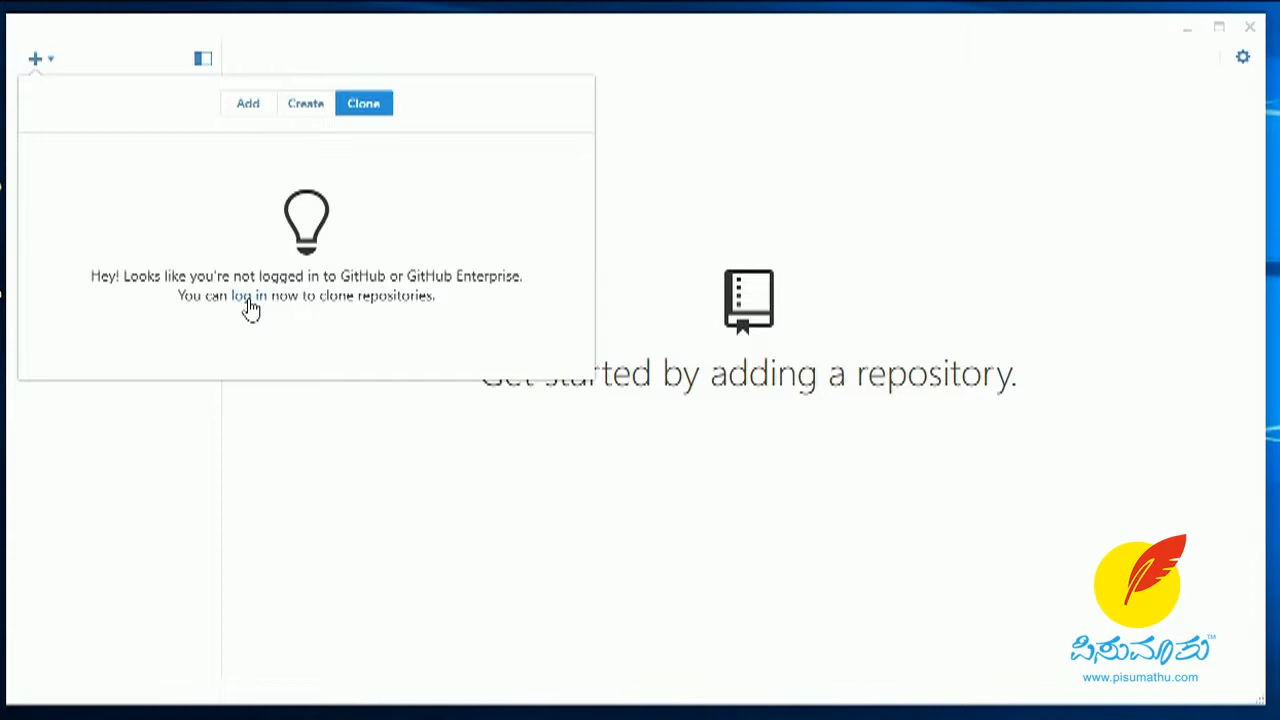 Add Create Clone
Hey! Looks like you're not logged in to GitHub or GitHub Enterprise.
You can log in now to clone repositories.
Get started by adding a repository.
ಪಿಸುಮಾತು™
www.pisumathu.com